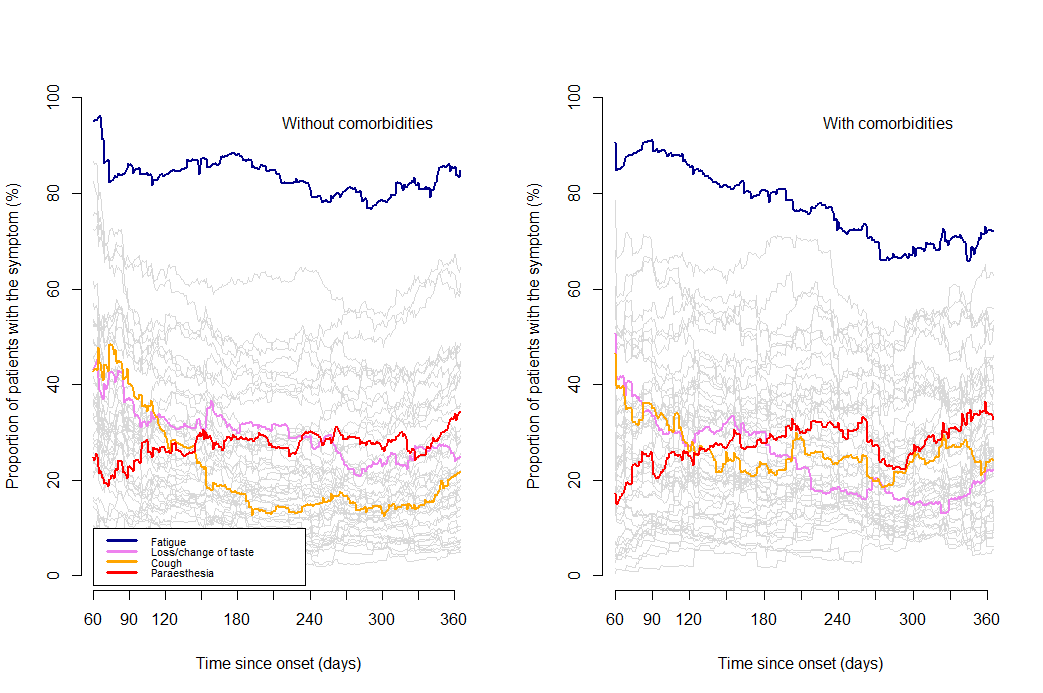 Without comorbidities
Proportion of patients with the symptom (%)
0
20
40
60
80
100
Fatigue
Loss/change of taste
Cough
Paraesthesia
60 90 120 180 240 300 360
Time since onset (days)
With comorbidities
Proportion of patients with the symptom (%)
0
20
40
60
80
100
60 90 120 180 240 300 360
Time since onset (days)